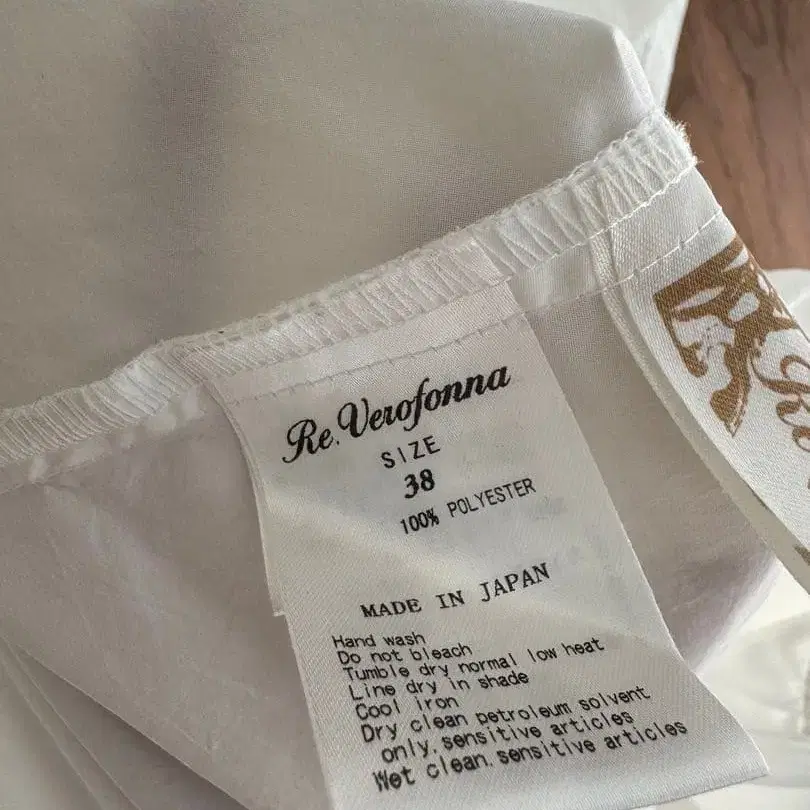 Re.Verofonna
SIZE
38
100% POLYESTER
MADE IN JAPAN
Hand wash
Do not bleach
Tumble dry normal low heat
Line dry in shade
Cool iron
Dry clean petroleum solvent
only.sensitive articles
Wet clean.sensitive articles